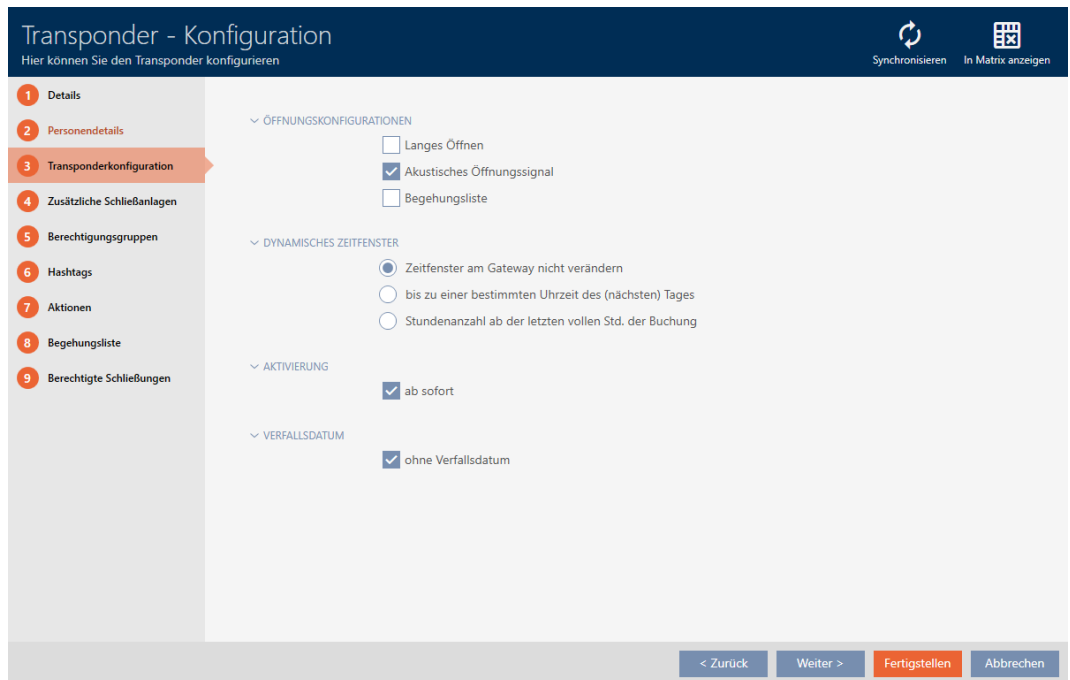 Transponder - Konfiguration
Hier können Sie den Transponder konfigurieren
Synchronisieren
In Matrix anzeigen
1 Details
2 Personendetails
3 Transponderkonfiguration
4 Zusätzliche Schließanlagen
5 Berechtigungsgruppen
6 Hashtags
7 Aktionen
8 Begehungsliste
9 Berechtigte Schließungen
ÖFFNUNGSKONFIGURATIONEN
Langes Öffnen
Akustisches Öffnungssignal
Begehungsliste
DYNAMISCHES ZEITFENSTER
Zeitfenster am Gateway nicht verändern
bis zu einer bestimmten Uhrzeit des (nächsten) Tages
Stundenanzahl ab der letzten vollen Std. der Buchung
AKTIVIERUNG
ab sofort
VERFALLSDATUM
ohne Verfallsdatum
< Zurück
Weiter >
Fertigstellen
Abbrechen